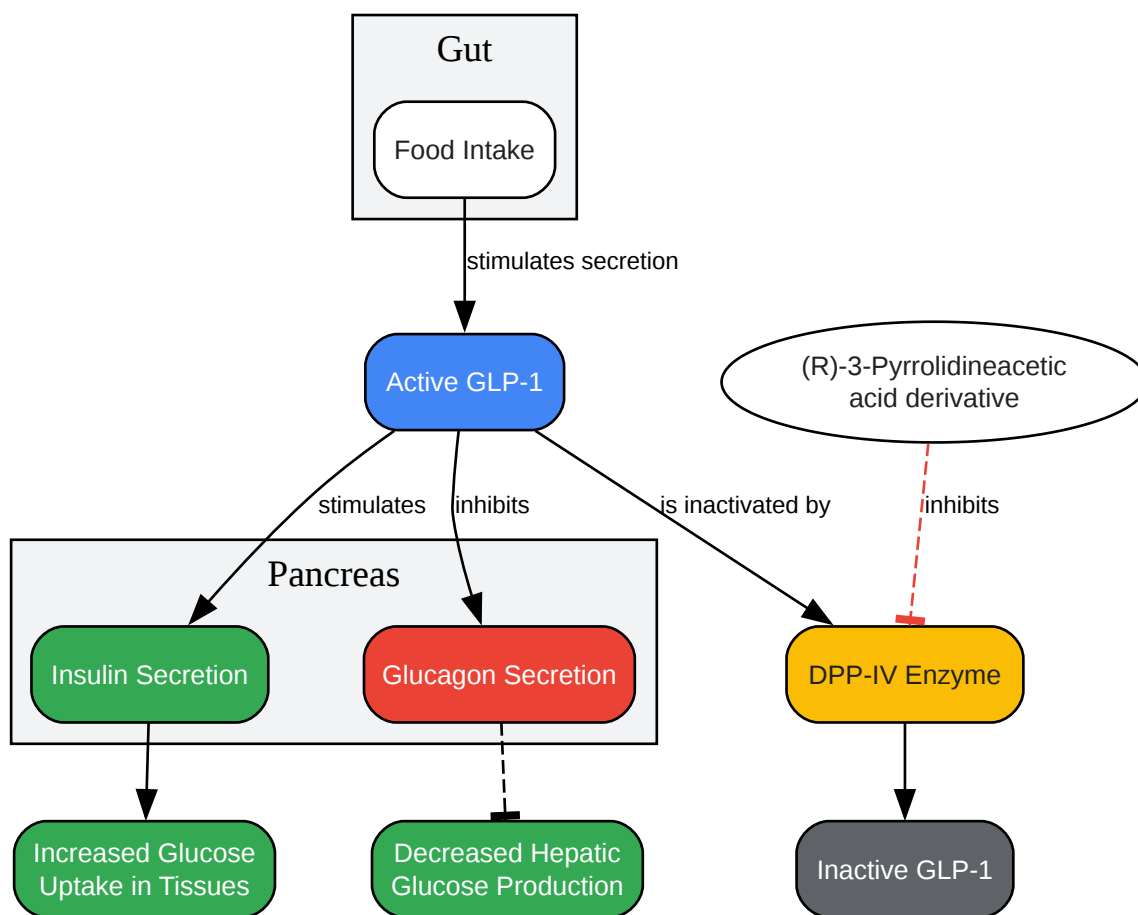 Gut
Food Intake
stimulates secretion
Active GLP-1
(R)-3-Pyrrolidineacetic
acid derivative
stimulates
inhibits
is inactivated by
inhibits
Pancreas
Insulin Secretion
Glucagon Secretion
DPP-IV Enzyme
Increased Glucose
Uptake in Tissues
Decreased Hepatic
Glucose Production
Inactive GLP-1